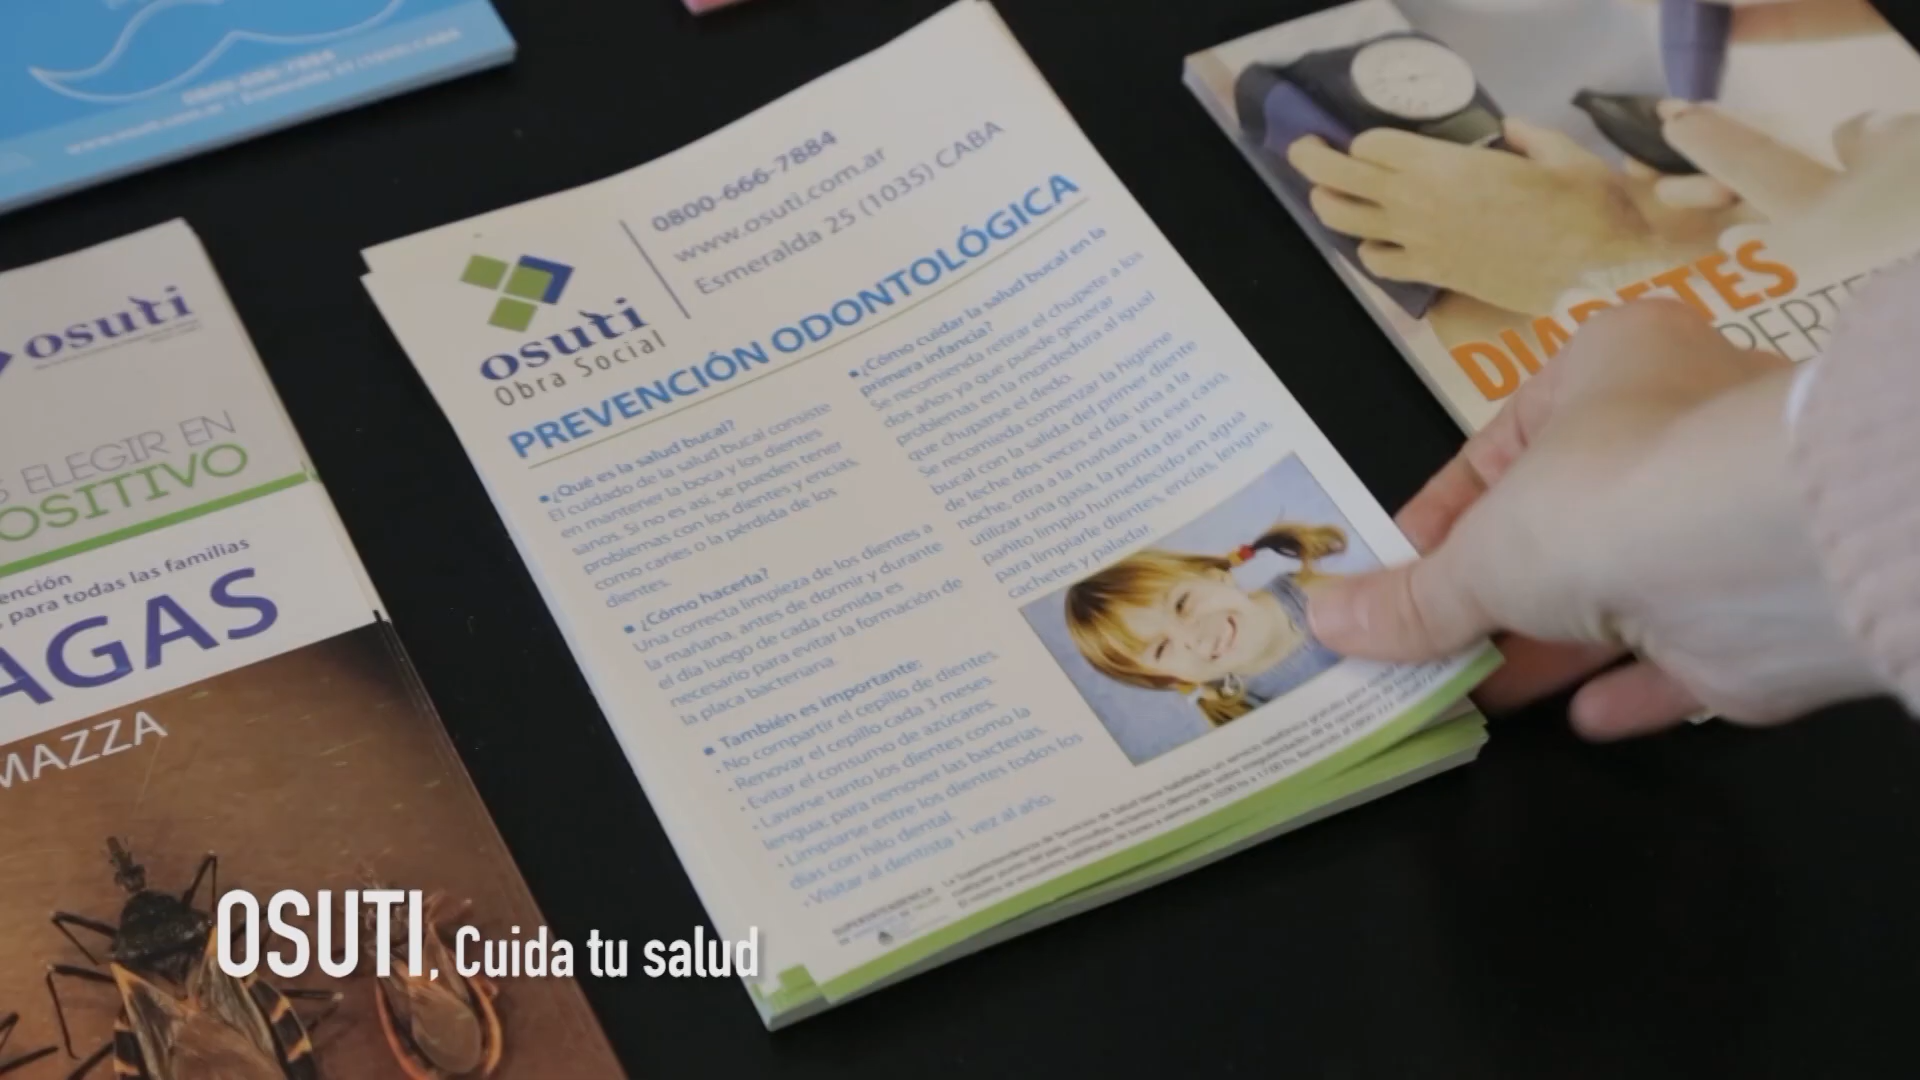 osuti
S ELEGIR EN
OSITIVO
ención
para todas las familias
AGAS
MAZZA
osuti
Obra Social
0800-666-7884
www.osuti.com.ar
Esmeralda 25 (1035) CABA
PREVENCIÓN ODONTOLÓGICA
¿Qué es la salud bucal?
El cuidado de la salud bucal consiste
en mantener la boca y los dientes
sanos. Si no es así, se pueden tener
problemas con los dientes y encías,
como caries o la pérdida de los
dientes.
¿Cómo hacerla?
Una correcta limpieza de los dientes a
la mañana, antes de dormir y durante
el día luego de cada comida es
necesario para evitar la formación de
la placa bacteriana.
También es importante:
· No compartir el cepillo de dientes.
· Renovar el cepillo cada 3 meses.
· Evitar el consumo de azúcares.
· Lavarse tanto los dientes como la
lengua; para remover las bacterias.
· Limpiarse entre los dientes todos los
días con hilo dental.
· Visitar al dentista 1 vez al año.
¿Cómo cuidar la salud bucal en la
primera infancia?
Se recomienda retirar el chupete a los
dos años ya que puede generar
problemas en la mordedura al igual
que chuparse el dedo.
Se recomieda comenzar la higiene
bucal con la salida del primer diente
de leche dos veces el día: una a la
noche, otra a la mañana. En ese caso,
utilizar una gasa, la punta de un
pañito limpio humedecido en agua
para limpiarle dientes, encías, lengua,
cachetes y paladar.
DIABETES
OSUTI, Cuida tu salud